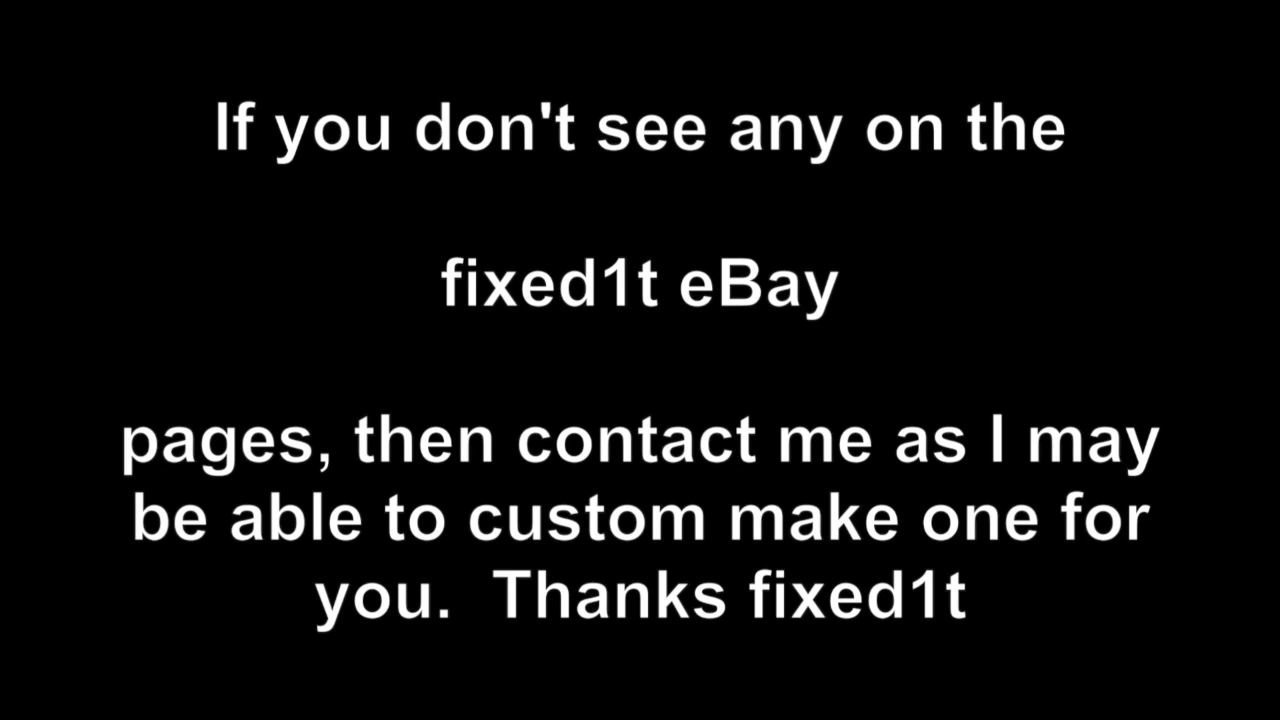 If you don't see any on the
fixed1t eBay
pages, then contact me as I may
be able to custom make one for
you.  Thanks fixed1t